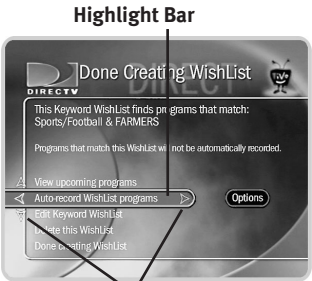 Highlight Bar
Done Creating WishList
TiVo
DIRECT
DIRECTV
This Keyword WishList finds programs that match:
Sports/Football & FARMERS
Programs that match this WishList will not be automatically recorded.
View upcoming programs
Auto-record WishList programs
Options
Edit Keyword WishList
Delete this WishList
Done creating WishList